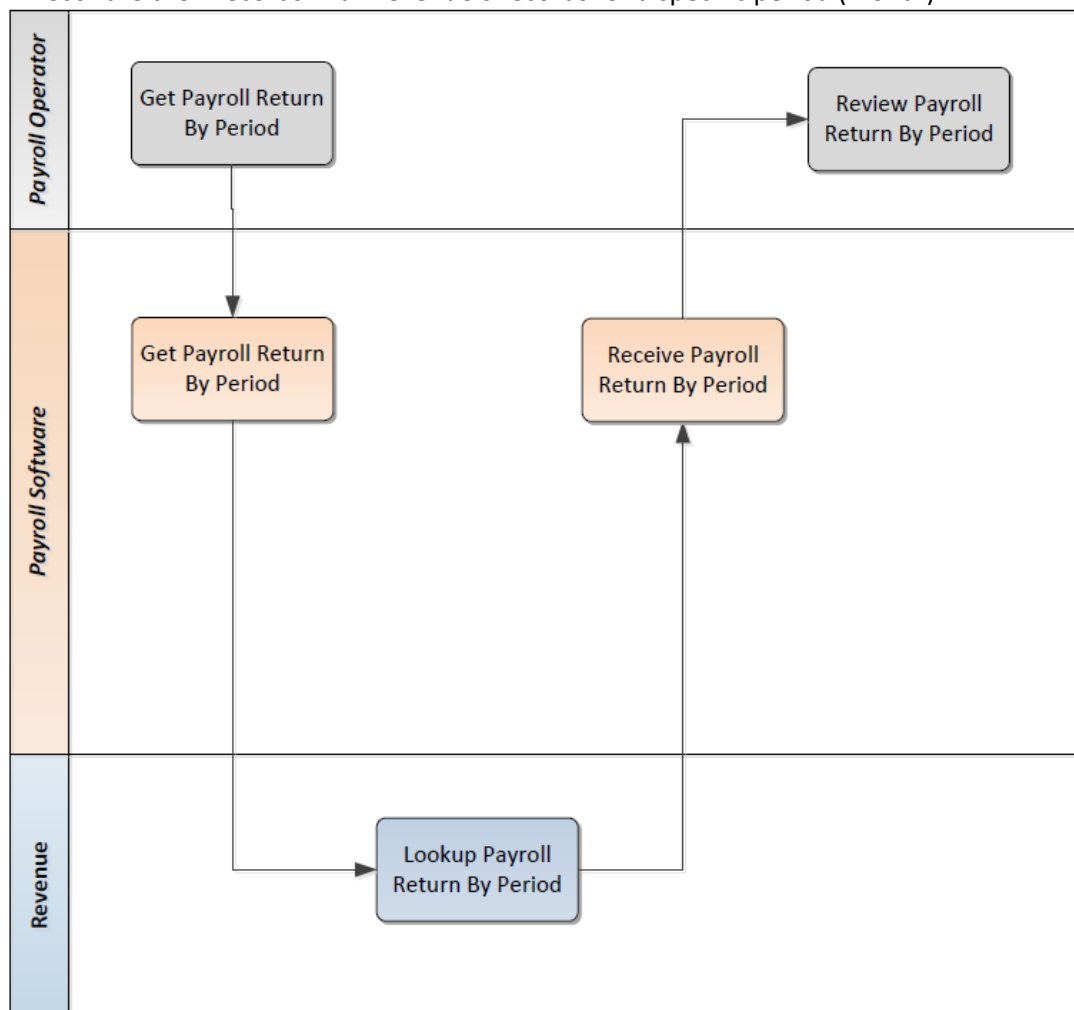 Payroll Operator
Get Payroll Return
By Period
Review Payroll
Return By Period
Payroll Software
Get Payroll Return
By Period
Receive Payroll
Return By Period
Revenue
Lookup Payroll
Return By Period